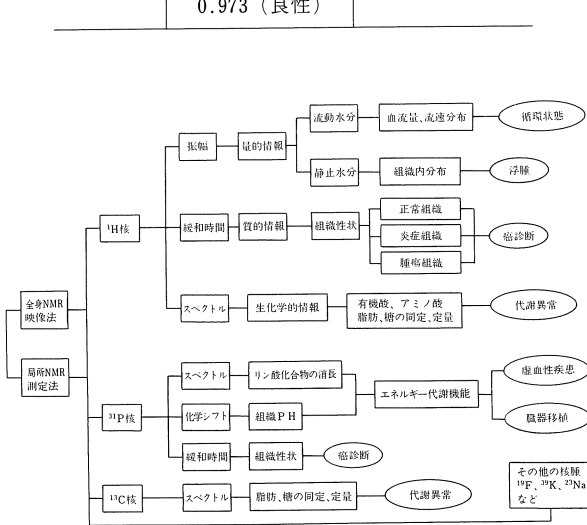 0.973（良性）
流動水分
血流量、流速分布
循環状態
振幅
量的情報
静止水分
組織内分布
浮腫
¹H核
緩和時間
質的情報
組織性状
正常組織
炎症組織
腫瘍組織
癌診断
スペクトル
生化学的情報
有機酸、アミノ酸
脂肪、糖の同定、定量
代謝異常
全身NMR
映像法
局所NMR
測定法
³¹P核
スペクトル
リン酸化合物の消長
化学シフト
組織PH
エネルギー代謝機能
虚血性疾患
臓器移植
緩和時間
組織性状
癌診断
¹³C核
スペクトル
脂肪、糖の同定、定量
代謝異常
その他の核腫
¹⁹F、³⁹K、²³Na
など